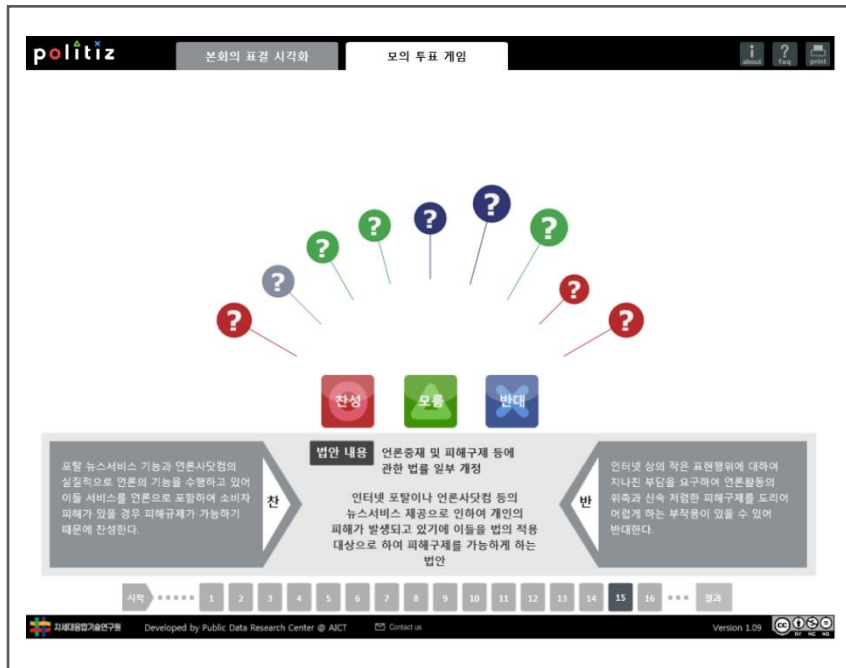 politiz
본회의 표결 시각화
모의 투표 게임
i
about
?
faq
print
?
?
?
?
?
?
?
?
?
찬성
모름
반대
포탈 뉴스서비스 기능과 언론사닷컴의
실질적으로 언론의 기능을 수행하고 있어
이들 서비스를 언론으로 포함하여 소비자
피해가 있을 경우 피해규제가 가능하기
때문에 찬성한다.
찬
법안 내용
언론중재 및 피해구제 등에
관한 법률 일부 개정
인터넷 포탈이나 언론사닷컴 등의
뉴스서비스 제공으로 인하여 개인의
피해가 발생되고 있기에 이들을 법의 적용
대상으로 하여 피해구제를 가능하게 하는
법안
반
인터넷 상의 작은 표현행위에 대하여
지나친 부담을 요구하여 언론활동의
위축과 신속 저렴한 피해구제를 도리어
어렵게 하는 부작용이 있을 수 있어
반대한다.
시작 1 2 3 4 5 6 7 8 9 10 11 12 13 14 15 16 결과
차세대융합기술연구원
Developed by Public Data Research Center @ AICT
Contact us
Version 1.09
cc
BY NC ND